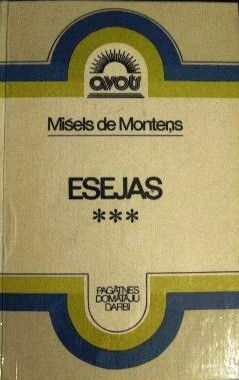 avots
Mišels de Monteņs
ESEJAS
***
PAGĀTNES
DOMĀTĀJU
DARBI